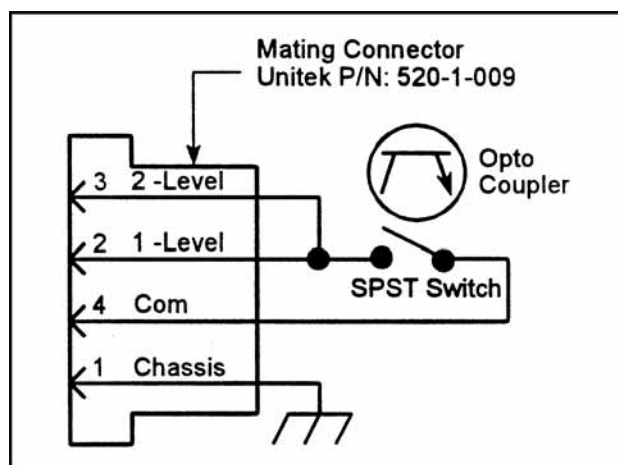 Mating Connector
Unitek P/N: 520-1-009
Opto
Coupler
3 2 -Level
2 1 -Level
SPST Switch
4 Com
1 Chassis